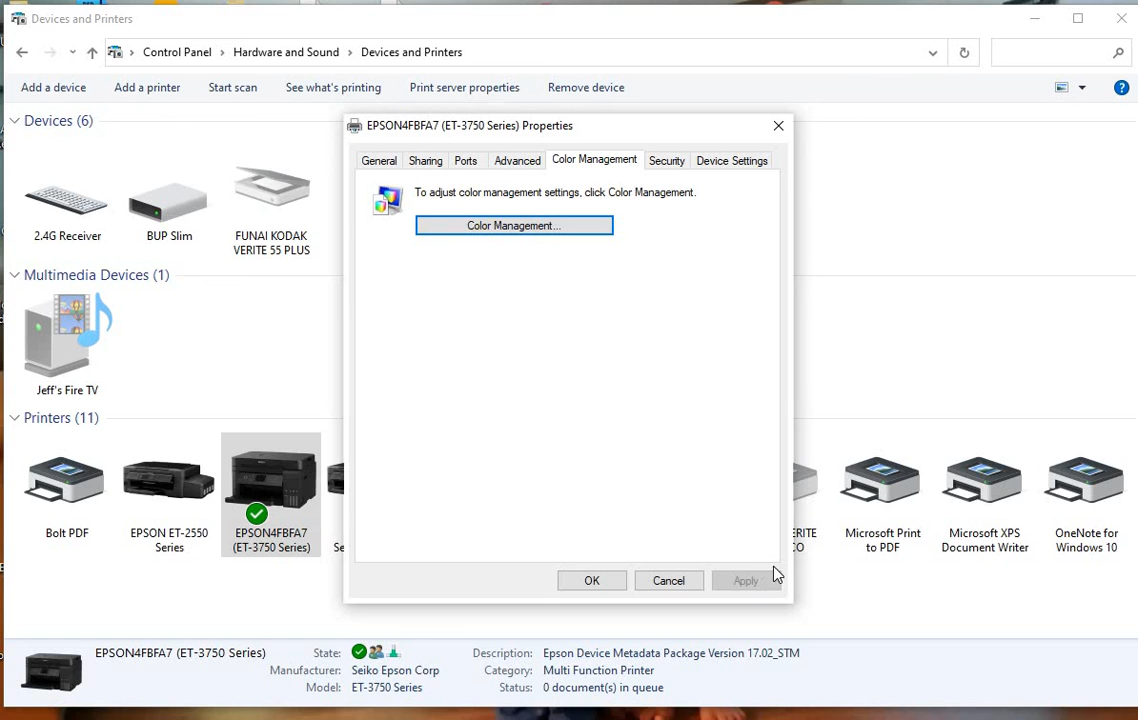 Devices and Printers
Control Panel > Hardware and Sound > Devices and Printers
Add a device Add a printer Start scan See what's printing Print server properties Remove device
Devices (6)
2.4G Receiver
BUP Slim
FUNAI KODAK
VERITE 55 PLUS
Multimedia Devices (1)
Jeff's Fire TV
Printers (11)
Bolt PDF
EPSON ET-2550
Series
EPSON4FBFA7
(ET-3750 Series)
Microsoft Print
to PDF
Microsoft XPS
Document Writer
OneNote for
Windows 10
EPSON4FBFA7 (ET-3750 Series) Properties
General Sharing Ports Advanced Color Management Security Device Settings
To adjust color management settings, click Color Management.
Color Management...
OK Cancel Apply
EPSON4FBFA7 (ET-3750 Series)
State:
Manufacturer: Seiko Epson Corp
Model: ET-3750 Series
Description: Epson Device Metadata Package Version 17.02_STM
Category: Multi Function Printer
Status: 0 document(s) in queue